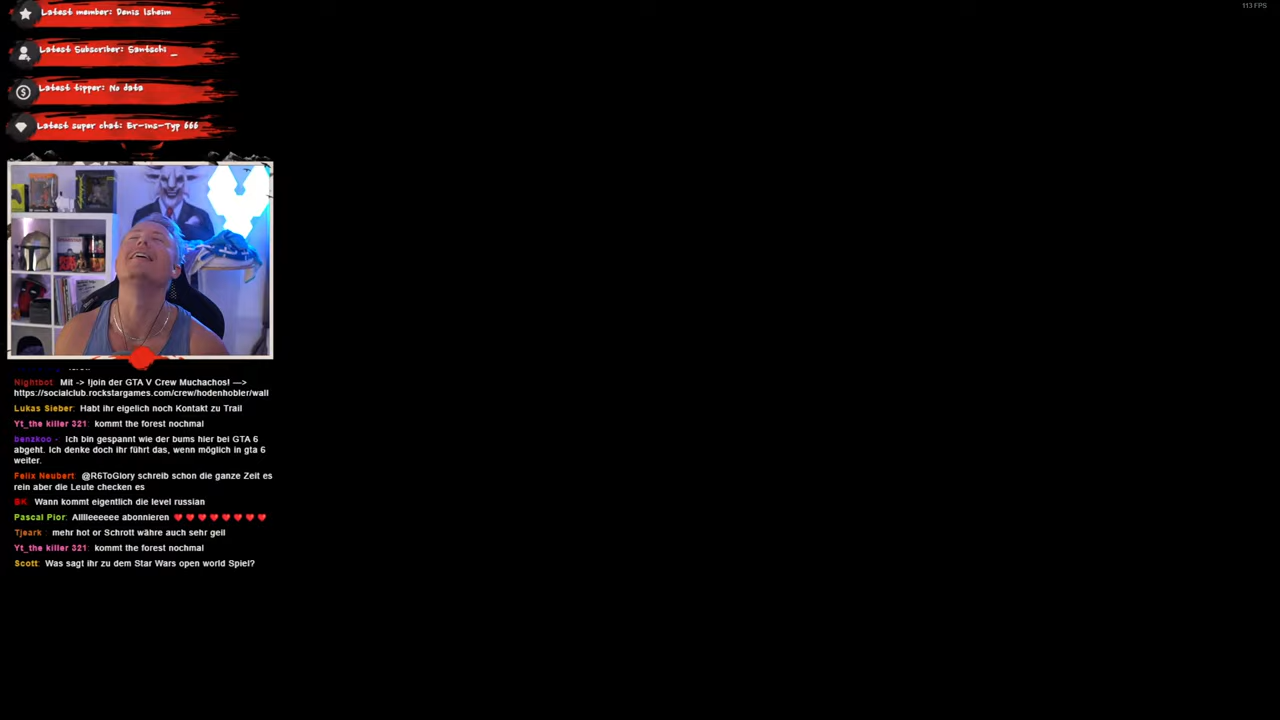 113 FPS
Latest member: Denis Isheim
Latest Subscriber: Santschi _
Latest tipper: No data
Latest super chat: Er-ins-Typ 666
Nightbot: Mit -> !join der GTA V Crew Muchachos! —>
https://socialclub.rockstargames.com/crew/hodenhobler/wall
Lukas Sieber: Habt ihr eigelich noch Kontakt zu Trail
Yt_the killer 321: kommt the forest nochmal
benzkoo - Ich bin gespannt wie der bums hier bei GTA 6
abgeht. Ich denke doch ihr führt das, wenn möglich in gta 6
weiter.
Felix Neubert: @R6ToGlory schreib schon die ganze Zeit es
rein aber die Leute checken es
Wann kommt eigentlich die level russian
Pascal Pior: Allleeeeee abonnieren ❤❤❤❤❤❤❤❤
Tjeark : mehr hot or Schrott währe auch sehr geil
Yt_the killer 321: kommt the forest nochmal
Scott: Was sagt ihr zu dem Star Wars open world Spiel?